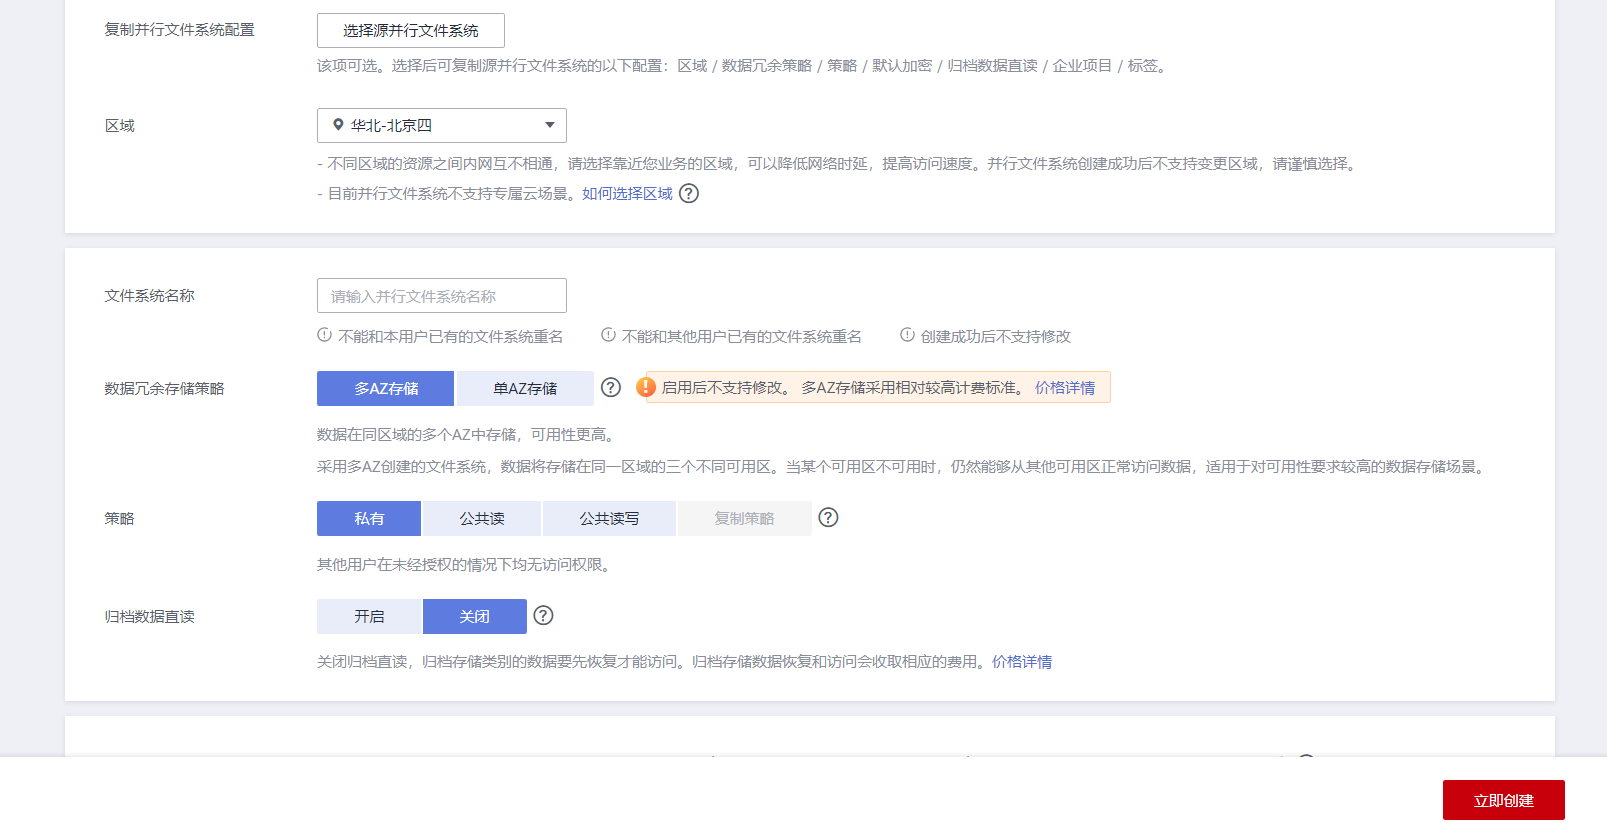 复制并行文件系统配置
选择源并行文件系统
该项可选。选择后可复制源并行文件系统的以下配置：区域 / 数据冗余策略 / 策略 / 默认加密 / 归档数据直读 / 企业项目 / 标签。
区域
华北-北京四
- 不同区域的资源之间内网互不相通，请选择靠近您业务的区域，可以降低网络时延，提高访问速度。并行文件系统创建成功后不支持变更区域，请谨慎选择。
- 目前并行文件系统不支持专属云场景。如何选择区域
文件系统名称
请输入并行文件系统名称
不能和本用户已有的文件系统重名 不能和其他用户已有的文件系统重名 创建成功后不支持修改
数据冗余存储策略
多AZ存储 单AZ存储 启用后不支持修改。 多AZ存储采用相对较高计费标准。 价格详情
数据在同区域的多个AZ中存储，可用性更高。
采用多AZ创建的文件系统，数据将存储在同一区域的三个不同可用区。当某个可用区不可用时，仍然能够从其他可用区正常访问数据，适用于对可用性要求较高的数据存储场景。
策略
私有 公共读 公共读写 复制策略
其他用户在未经授权的情况下均无访问权限。
归档数据直读
开启 关闭
关闭归档直读，归档存储类别的数据要先恢复才能访问。归档存储数据恢复和访问会收取相应的费用。价格详情
立即创建